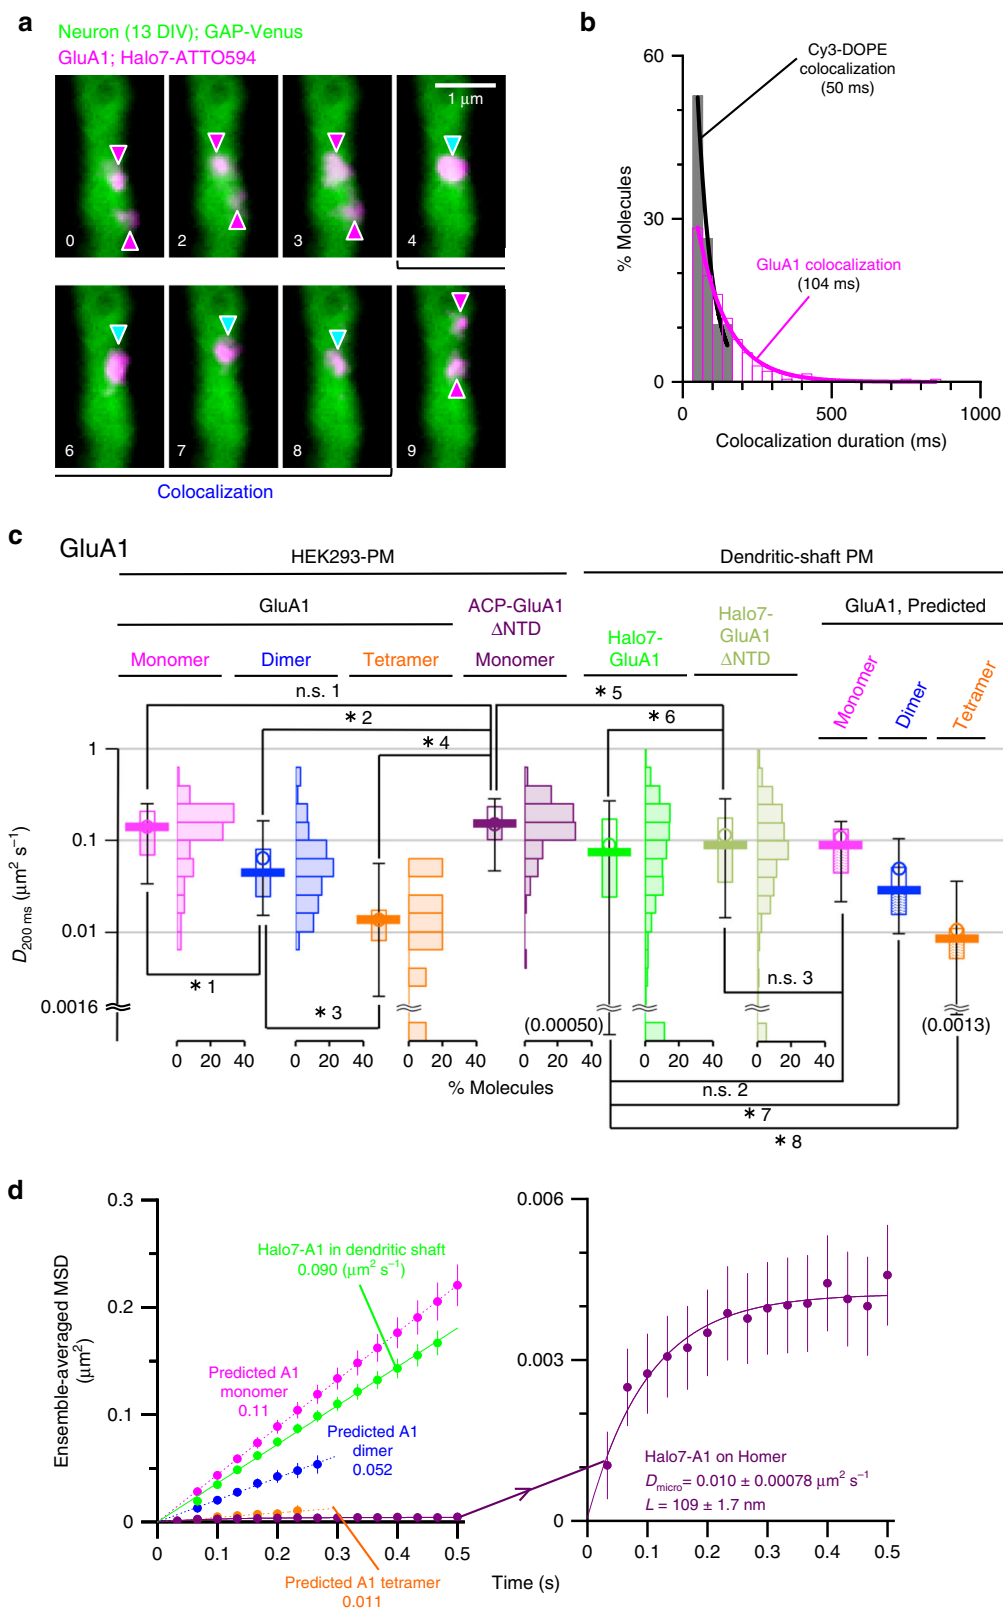 a
Neuron (13 DIV); GAP-Venus
GluA1; Halo7-ATTO594
1 µm
0
2
3
4
6
7
8
9
Colocalization
b
60
30
0
% Molecules
Cy3-DOPE
colocalization
(50 ms)
GluA1 colocalization
(104 ms)
0
500
1000
Colocalization duration (ms)
c
GluA1
HEK293-PM
Dendritic-shaft PM
GluA1
ACP-GluA1
ΔNTD
Halo7-
GluA1
Halo7-
GluA1
ΔNTD
GluA1, Predicted
Monomer
Dimer
Tetramer
Monomer
Monomer
Dimer
Tetramer
n.s. 1
* 2
* 4
* 5
* 6
1
0.1
0.01
0.0016
D200 ms (µm² s⁻¹)
* 1
* 3
n.s. 3
(0.00050)
(0.0013)
0 20 40
0 20 40
0 20 40
0 20 40
0 20 40
0 20 40
% Molecules
n.s. 2
* 7
* 8
d
0.3
0.2
0.1
0
Ensemble-averaged MSD
(µm²)
Halo7-A1 in dendritic shaft
0.090 (µm² s⁻¹)
Predicted A1
monomer
0.11
Predicted A1
dimer
0.052
Predicted A1 tetramer
0.011
0 0.1 0.2 0.3 0.4 0.5
Time (s)
0.006
0.003
0
Halo7-A1 on Homer
Dmicro= 0.010 ± 0.00078 µm² s⁻¹
L = 109 ± 1.7 nm
0 0.1 0.2 0.3 0.4 0.5